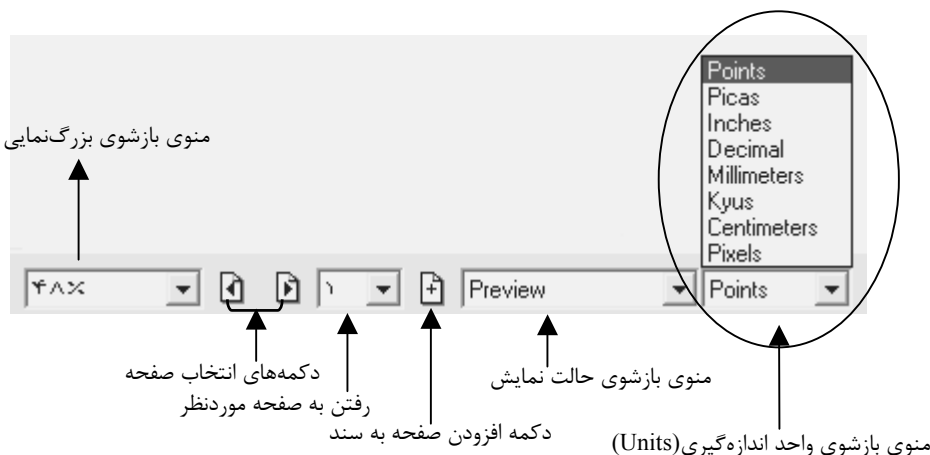 Points
Picas
Inches
Decimal
Millimeters
Kyus
Centimeters
Pixels
منوی بازشوی بزرگ‌نمایی
۴۸٪ ۱ Preview Points
دکمه‌های انتخاب صفحه
رفتن به صفحه موردنظر
دکمه افزودن صفحه به سند
منوی بازشوی حالت نمایش
منوی بازشوی واحد اندازه‌گیری(Units)